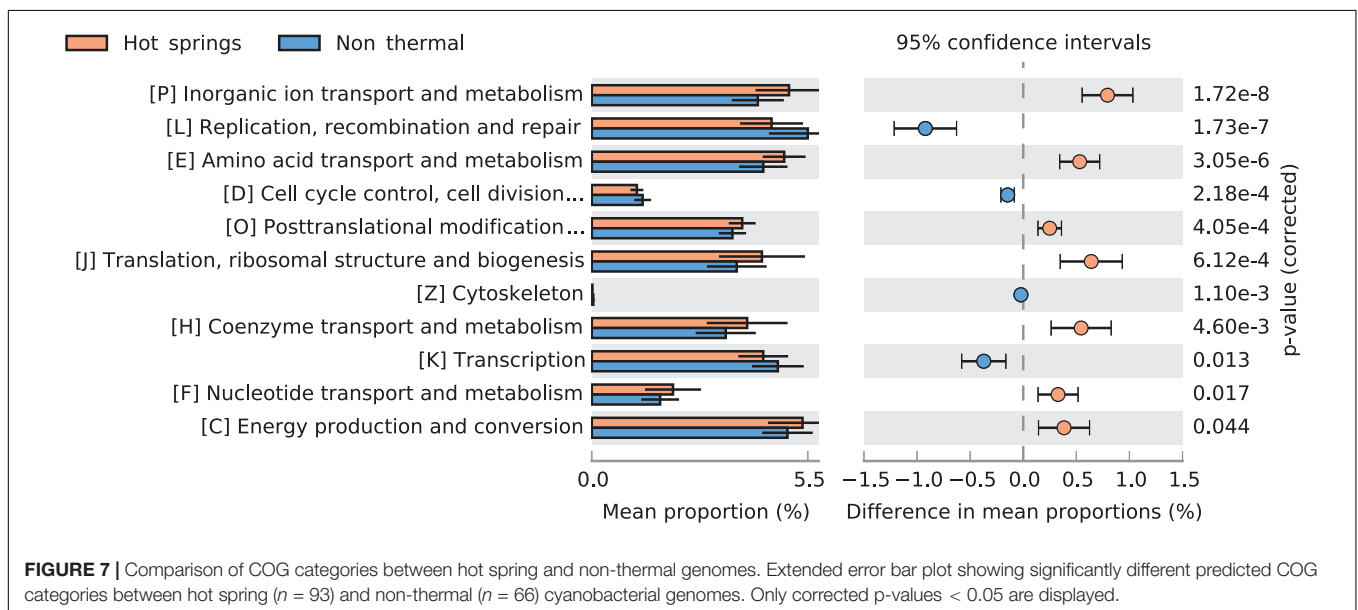 Hot springs Non thermal 95% confidence intervals
[P] Inorganic ion transport and metabolism 1.72e-8
[L] Replication, recombination and repair 1.73e-7
[E] Amino acid transport and metabolism 3.05e-6
[D] Cell cycle control, cell division... 2.18e-4
[O] Posttranslational modification... 4.05e-4
[J] Translation, ribosomal structure and biogenesis 6.12e-4
[Z] Cytoskeleton 1.10e-3
[H] Coenzyme transport and metabolism 4.60e-3
[K] Transcription 0.013
[F] Nucleotide transport and metabolism 0.017
[C] Energy production and conversion 0.044
p-value (corrected)
0.0 5.5 −1.5 −1.0 −0.5 0.0 0.5 1.0 1.5
Mean proportion (%) Difference in mean proportions (%)
FIGURE 7 | Comparison of COG categories between hot spring and non-thermal genomes. Extended error bar plot showing significantly different predicted COG
categories between hot spring (n = 93) and non-thermal (n = 66) cyanobacterial genomes. Only corrected p-values < 0.05 are displayed.